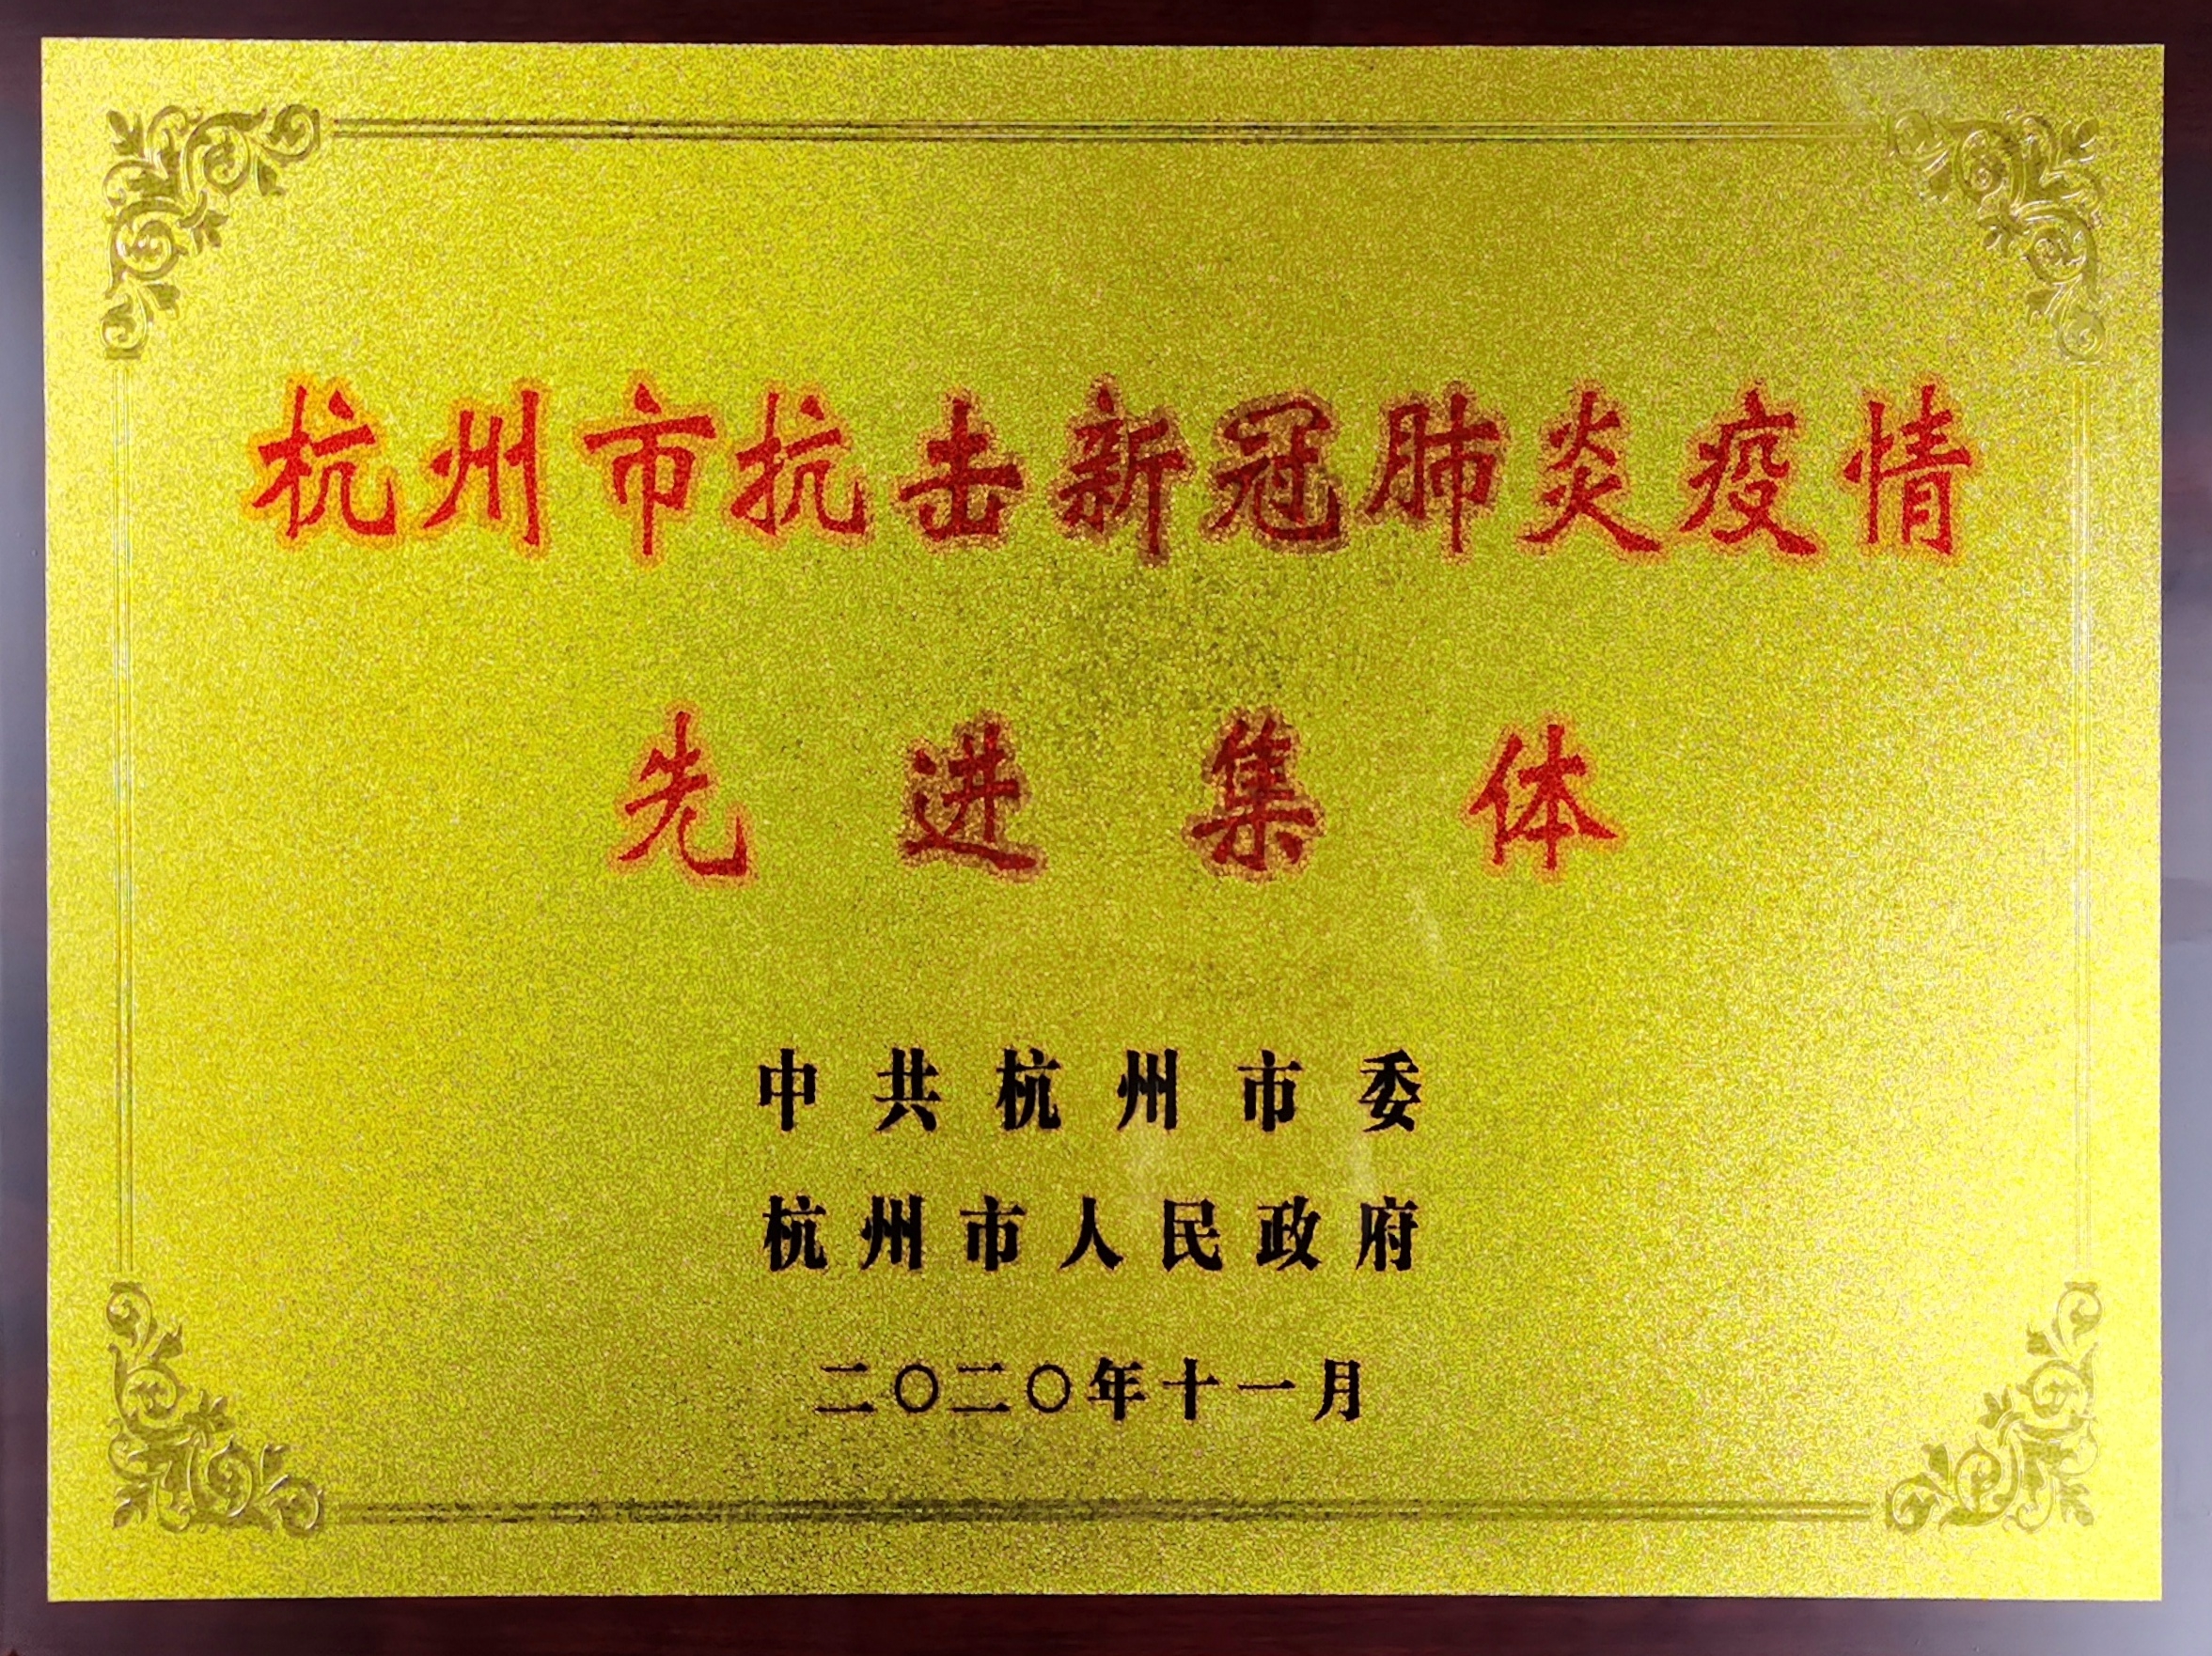 杭州市抗击新冠肺炎疫情
先进集体
中共杭州市委
杭州市人民政府
二〇二〇年十一月